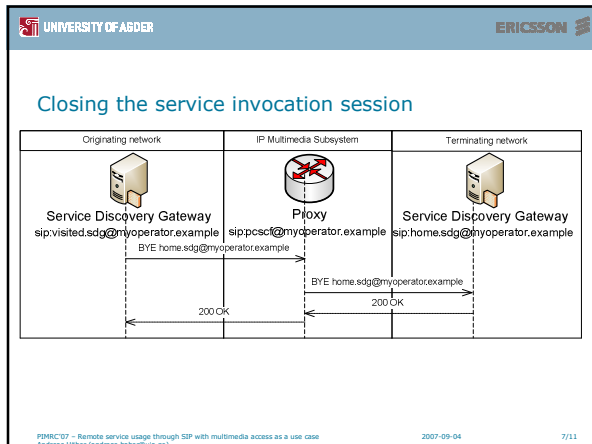 UNIVERSITY OF AGDER
ERICSSON
Closing the service invocation session
Originating network
IP Multimedia Subsystem
Terminating network
Service Discovery Gateway
Proxy
Service Discovery Gateway
sip:visited.sdg@myoperator.example
sip:pcscf@myoperator.example
sip:home.sdg@myoperator.example
BYE home.sdg@myoperator.example
BYE home.sdg@myoperator.example
200 OK
200 OK
PIMRC'07 – Remote service usage through SIP with multimedia access as a use case
2007-09-04
7/11